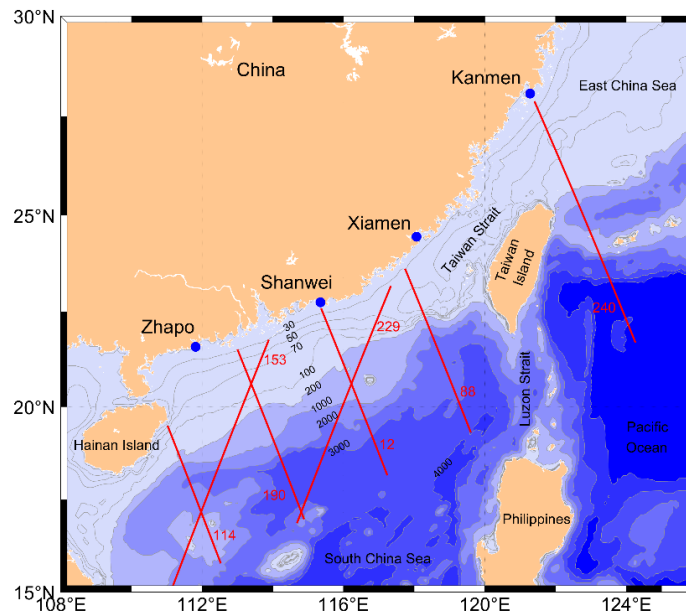 30°N
China
Kanmen
East China Sea
25°N
Xiamen
Taiwan Strait
Taiwan
Island
Shanwei
Zhapo
30
50
70
229
240
153
100
200
1000
2000
3000
4000
88
20°N
Hainan Island
12
Luzon Strait
Pacific
Ocean
190
114
Philippines
South China Sea
15°N
108°E
112°E
116°E
120°E
124°E